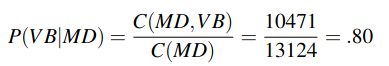 P(VB|MD) = C(MD,VB) / C(MD) = 10471 / 13124 = .80